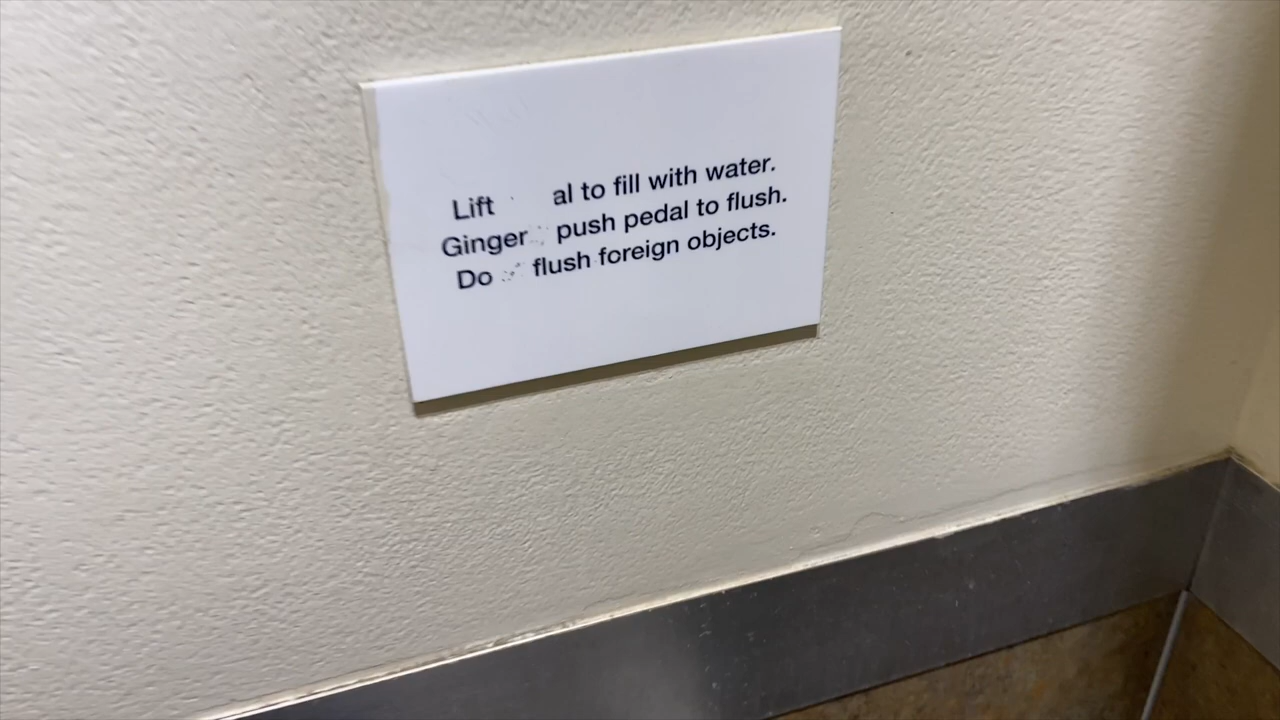 Lift al to fill with water.
Ginger push pedal to flush.
Do flush foreign objects.